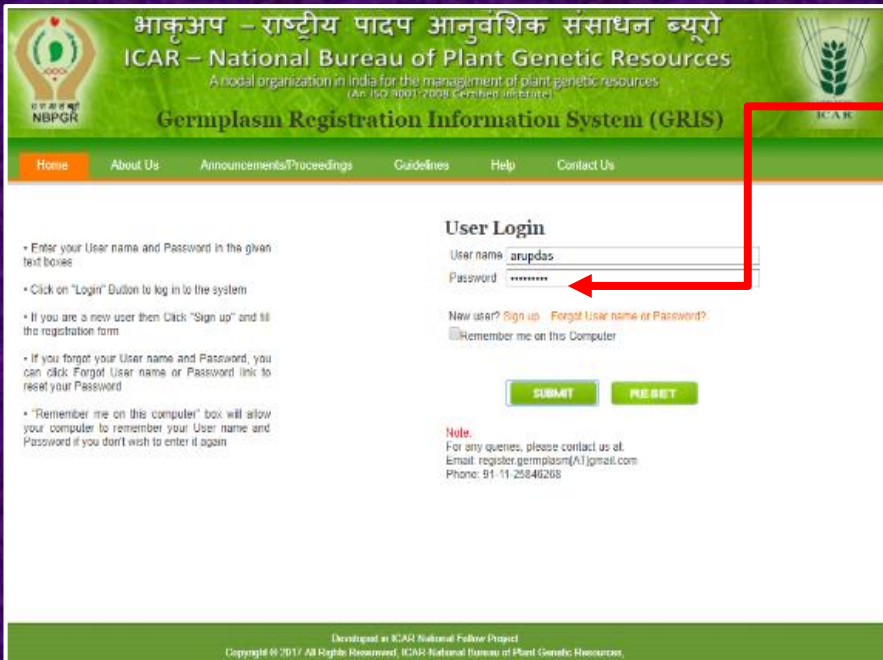 भाकृअप – राष्ट्रीय पादप आनुवंशिक संसाधन ब्यूरो
ICAR – National Bureau of Plant Genetic Resources
A nodal organization in India for the management of plant genetic resources
(An ISO 9001:2008 Certified Institute)
NBPGR
Germplasm Registration Information System (GRIS)
ICAR
Home About Us Announcements/Proceedings Guidelines Help Contact Us
• Enter your User name and Password in the given
text boxes
• Click on "Login" Button to log in to the system
• If you are a new user then Click "Sign up" and fill
the registration form
• If you forgot your User name and Password, you
can click Forgot User name or Password link to
reset your Password
• "Remember me on this computer" box will allow
your computer to remember your User name and
Password if you don't wish to enter it again
User Login
User name arupdas
Password •••••••••
New user? Sign up Forgot User name or Password?
Remember me on this Computer
SUBMIT RESET
Note.
For any queries, please contact us at.
Email: register.germplasm[AT]gmail.com
Phone: 91-11-25846268
Developed in ICAR National Fellow Project
Copyright © 2017 All Rights Reserved, ICAR-National Bureau of Plant Genetic Resources,